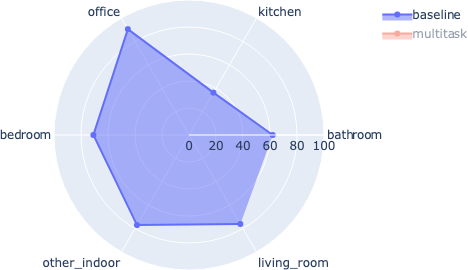 office
kitchen
baseline
multitask
bedroom
bathroom
0 20 40 60 80 100
other_indoor
living_room